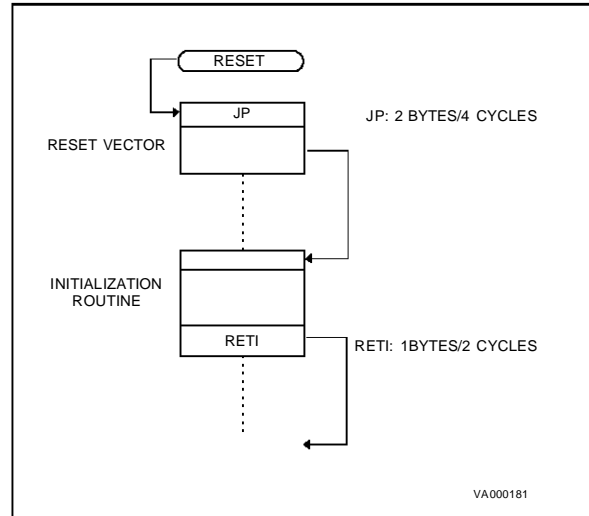 RESET
JP
JP: 2 BYTES/4 CYCLES
RESET VECTOR
INITIALIZATION
ROUTINE
RETI
RETI: 1BYTES/2 CYCLES
VA000181